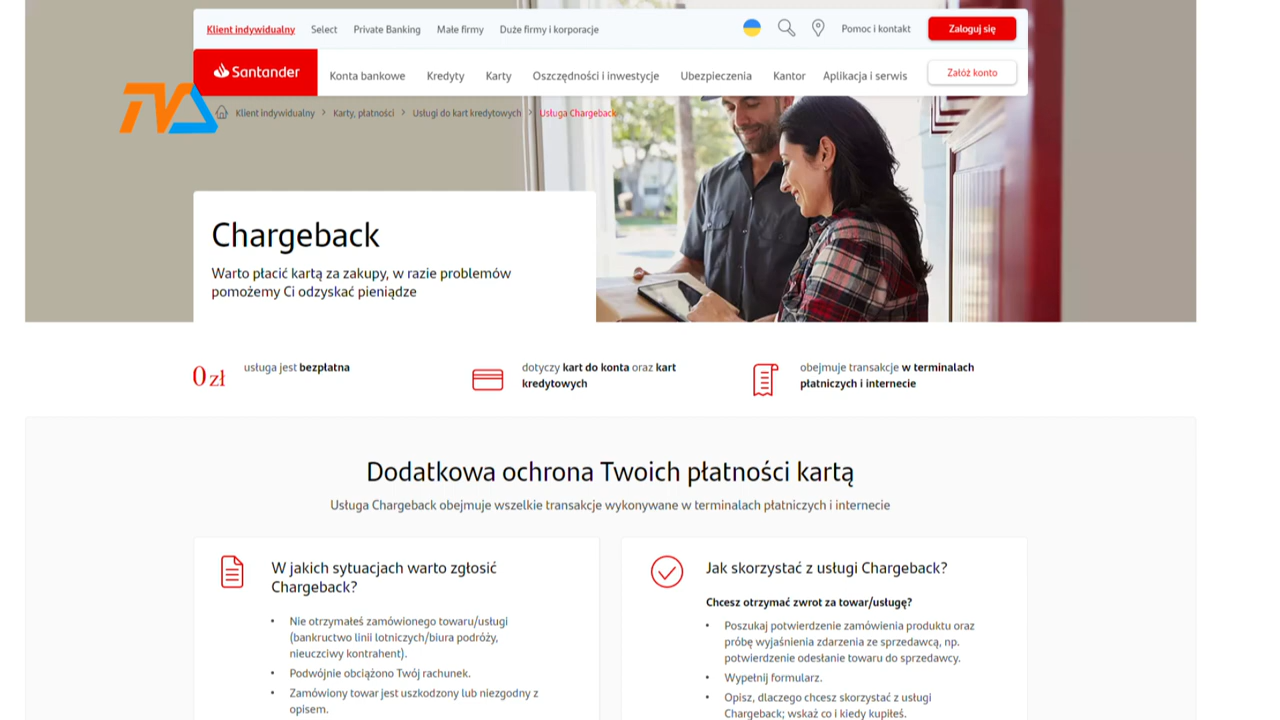 Klient indywidualny Select Private Banking Małe firmy Duże firmy i korporacje Pomoc i kontakt Zaloguj się
Santander Konta bankowe Kredyty Karty Oszczędności i inwestycje Ubezpieczenia Kantor Aplikacja i serwis Załóż konto
TVS
Klient indywidualny > Karty, płatności > Usługi do kart kredytowych > Usługa Chargeback
Chargeback
Warto płacić kartą za zakupy, w razie problemów
pomożemy Ci odzyskać pieniądze
0 zł usługa jest bezpłatna
dotyczy kart do konta oraz kart
kredytowych
obejmuje transakcje w terminalach
płatniczych i internecie
Dodatkowa ochrona Twoich płatności kartą
Usługa Chargeback obejmuje wszelkie transakcje wykonywane w terminalach płatniczych i internecie
W jakich sytuacjach warto zgłosić
Chargeback?
• Nie otrzymałeś zamówionego towaru/usługi
(bankructwo linii lotniczych/biura podróży,
nieuczciwy kontrahent).
• Podwójnie obciążono Twój rachunek.
• Zamówiony towar jest uszkodzony lub niezgodny z
opisem.
Jak skorzystać z usługi Chargeback?
Chcesz otrzymać zwrot za towar/usługę?
• Poszukaj potwierdzenie zamówienia produktu oraz
próbę wyjaśnienia zdarzenia ze sprzedawcą, np.
potwierdzenie odesłanie towaru do sprzedawcy.
• Wypełnij formularz.
• Opisz, dlaczego chcesz skorzystać z usługi
Chargeback; wskaż co i kiedy kupiłeś.